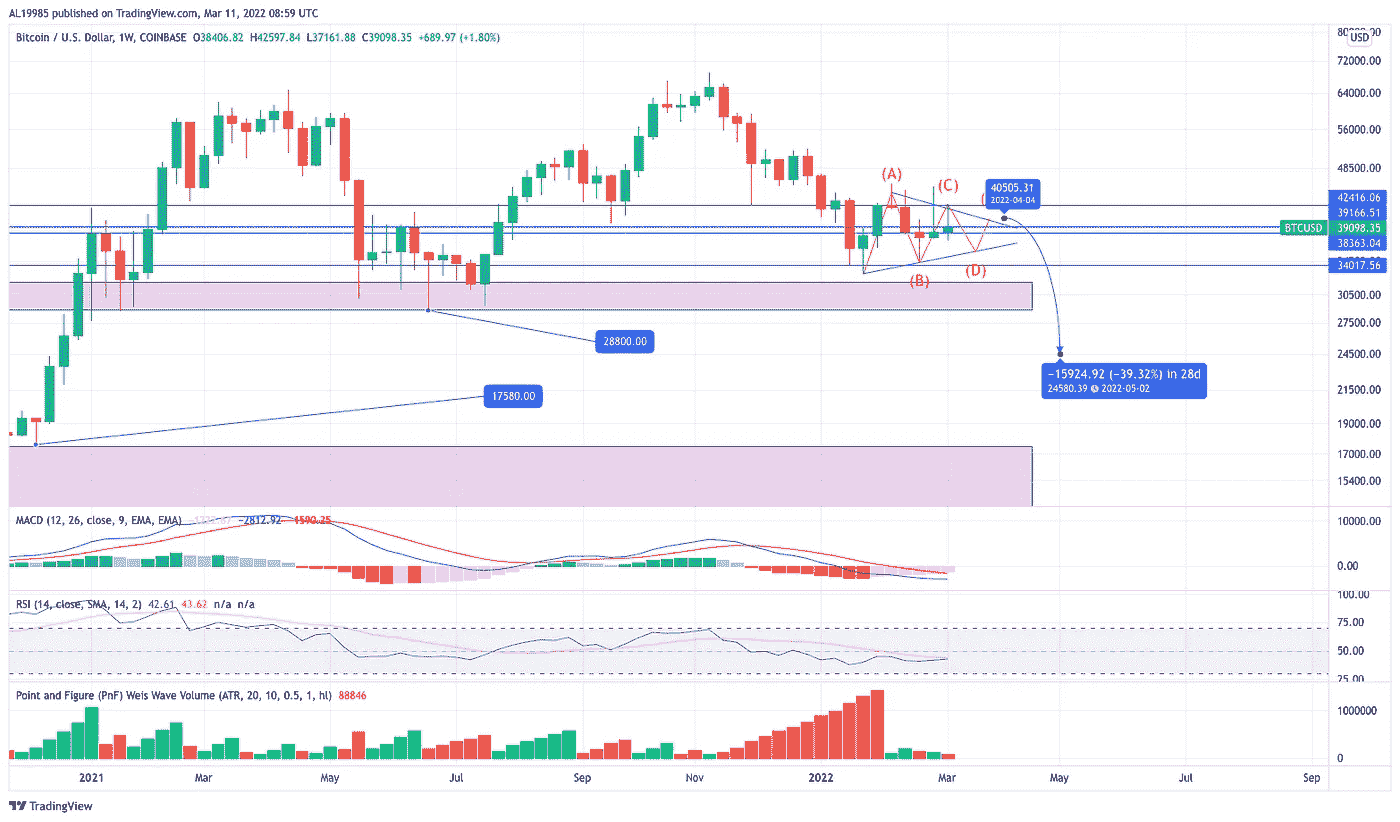 AL19985 published on TradingView.com, Mar 11, 2022 08:59 UTC
Bitcoin / U.S. Dollar, 1W, COINBASE O38406.82 H42597.84 L37161.88 C39098.35 +689.97 (+1.80%)
USD
72000.00
64000.00
56000.00
48500.00
42416.06
39166.51
BTCUSD 39098.35
38363.04
34017.56
30500.00
27500.00
24500.00
21500.00
19000.00
17000.00
15400.00
(A)
(C)
40505.31
2022-04-04
(B)
(D)
28800.00
−15924.92 (−39.32%) in 28d
24580.39 @ 2022-05-02
17580.00
MACD (12, 26, close, 9, EMA, EMA) −2812.92
10000.00
0.00
RSI (14, close, SMA, 14, 2) 42.61 43.62 n/a n/a
100.00
75.00
50.00
25.00
Point and Figure (PnF) Weis Wave Volume (ATR, 20, 10, 0.5, 1, hl) 88846
1000000
0
2021 Mar May Jul Sep Nov 2022 Mar May Jul Sep
TradingView